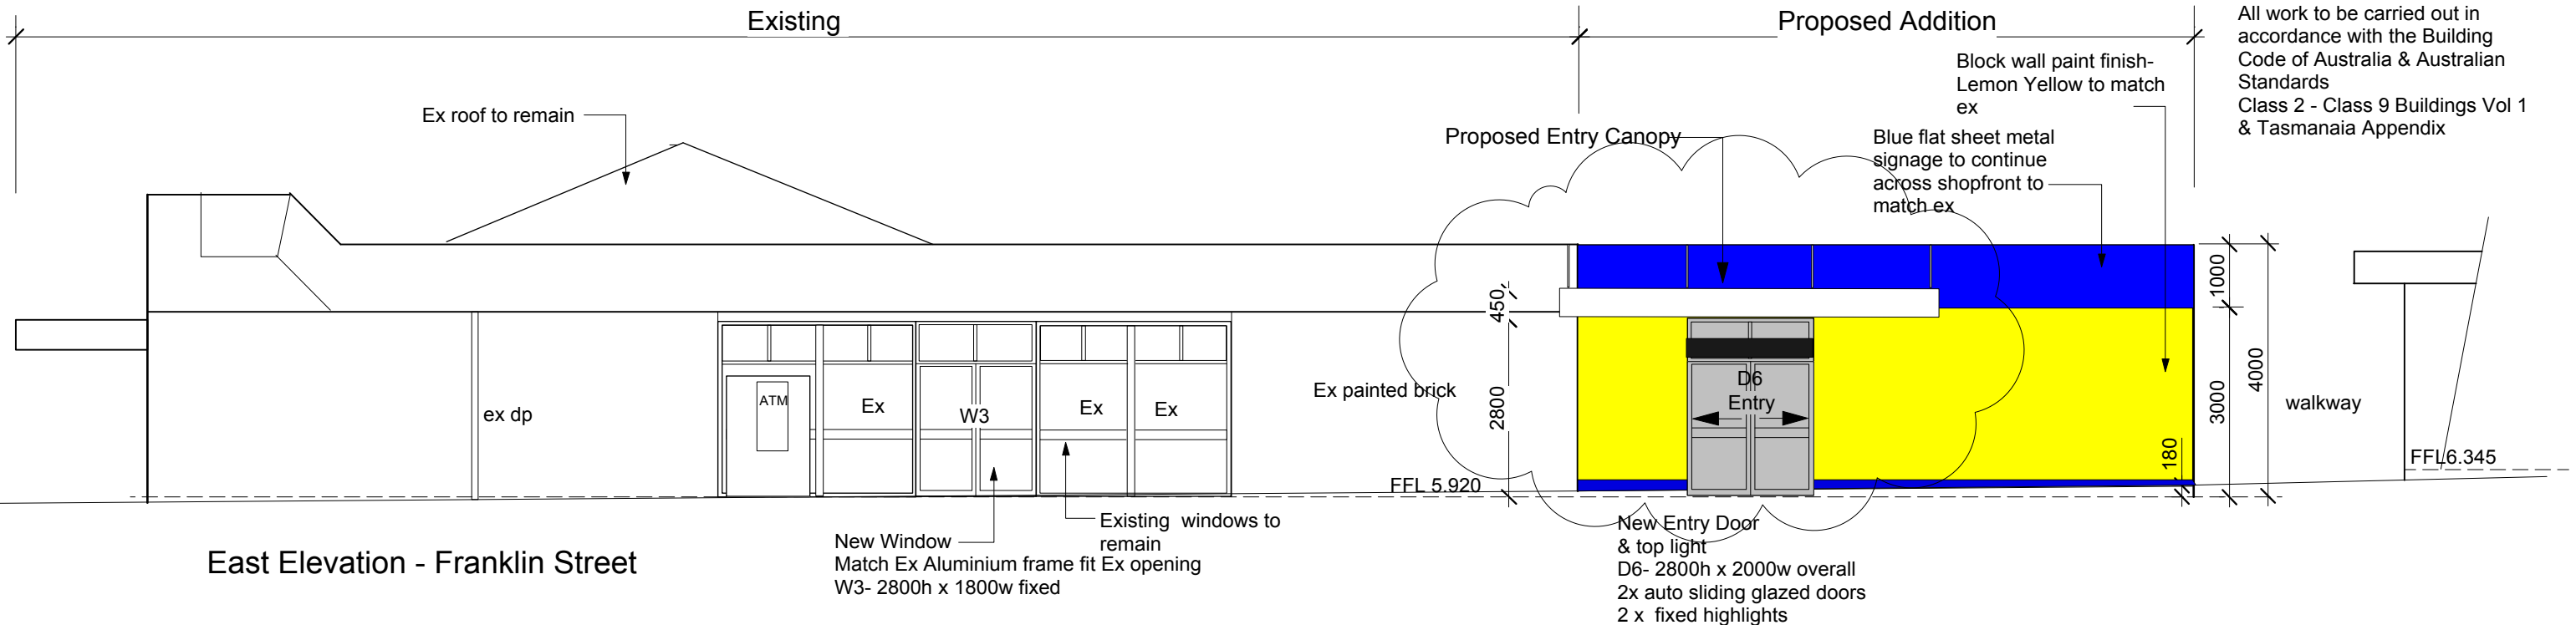 Existing
Proposed Addition
All work to be carried out in
accordance with the Building
Code of Australia & Australian
Standards
Class 2 - Class 9 Buildings Vol 1
& Tasmanaia Appendix
Block wall paint finish-
Lemon Yellow to match
ex
Ex roof to remain
Proposed Entry Canopy
Blue flat sheet metal
signage to continue
across shopfront to
match ex
450
2800
1000
3000
4000
180
ATM
Ex
W3
Ex
Ex
ex dp
Ex painted brick
D6
Entry
walkway
FFL 5.920
FFL6.345
New Window
Match Ex Aluminium frame fit Ex opening
W3- 2800h x 1800w fixed
Existing windows to
remain
New Entry Door
& top light
D6- 2800h x 2000w overall
2x auto sliding glazed doors
2 x fixed highlights
East Elevation - Franklin Street